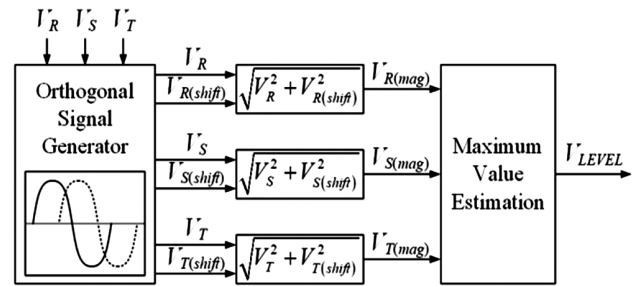 V_R V_S V_T
Orthogonal
Signal
Generator
V_R
V_R(shift)
√(V_R^2 + V_R(shift)^2)
V_R(mag)
V_S
V_S(shift)
√(V_S^2 + V_S(shift)^2)
V_S(mag)
V_T
V_T(shift)
√(V_T^2 + V_T(shift)^2)
V_T(mag)
Maximum
Value
Estimation
V_LEVEL